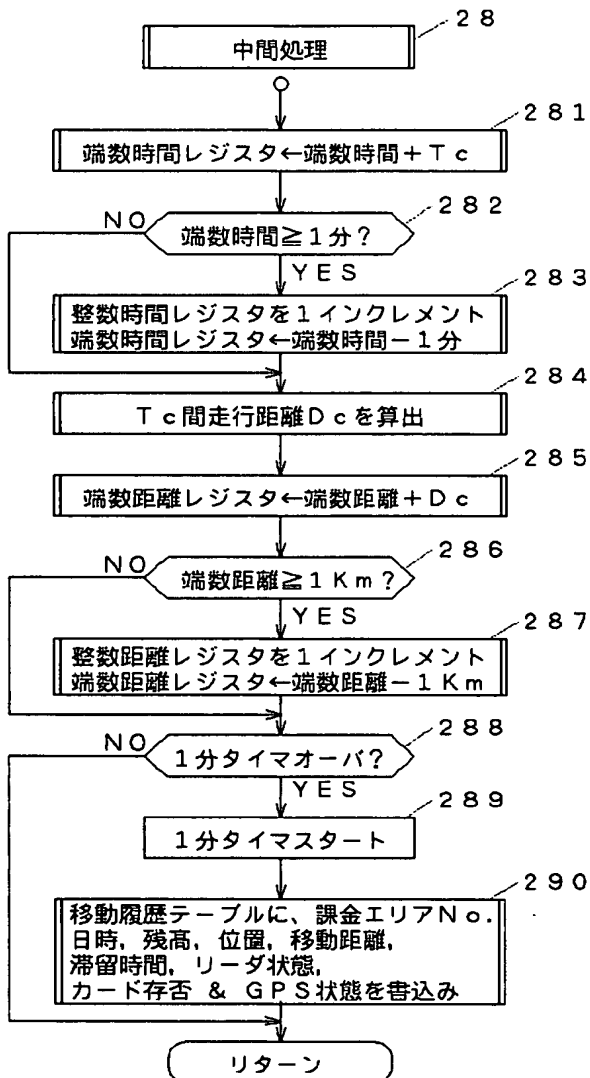 ２８
中間処理
２８１
端数時間レジスタ←端数時間＋Ｔｃ
２８２
ＮＯ
端数時間≧１分？
ＹＥＳ
２８３
整数時間レジスタを１インクレメント
端数時間レジスタ←端数時間－１分
２８４
Ｔｃ間走行距離Ｄｃを算出
２８５
端数距離レジスタ←端数距離＋Ｄｃ
２８６
ＮＯ
端数距離≧１Ｋｍ？
ＹＥＳ
２８７
整数距離レジスタを１インクレメント
端数距離レジスタ←端数距離－１Ｋｍ
２８８
ＮＯ
１分タイマオーバ？
ＹＥＳ
２８９
１分タイマスタート
２９０
移動履歴テーブルに、課金エリアＮｏ．
日時，残高，位置，移動距離，
滞留時間，リーダ状態，
カード存否 ＆ ＧＰＳ状態を書込み
リターン